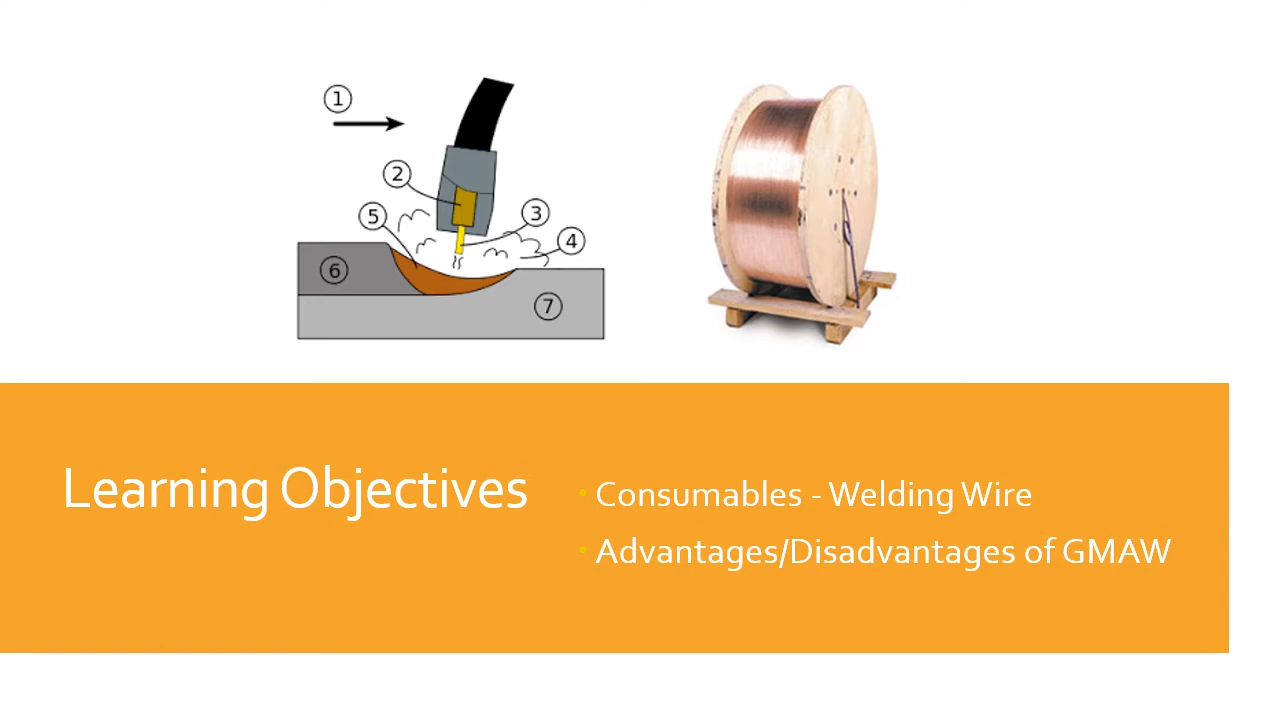 1
2
3
5
4
6
7
Learning Objectives
Consumables - Welding Wire
Advantages/Disadvantages of GMAW